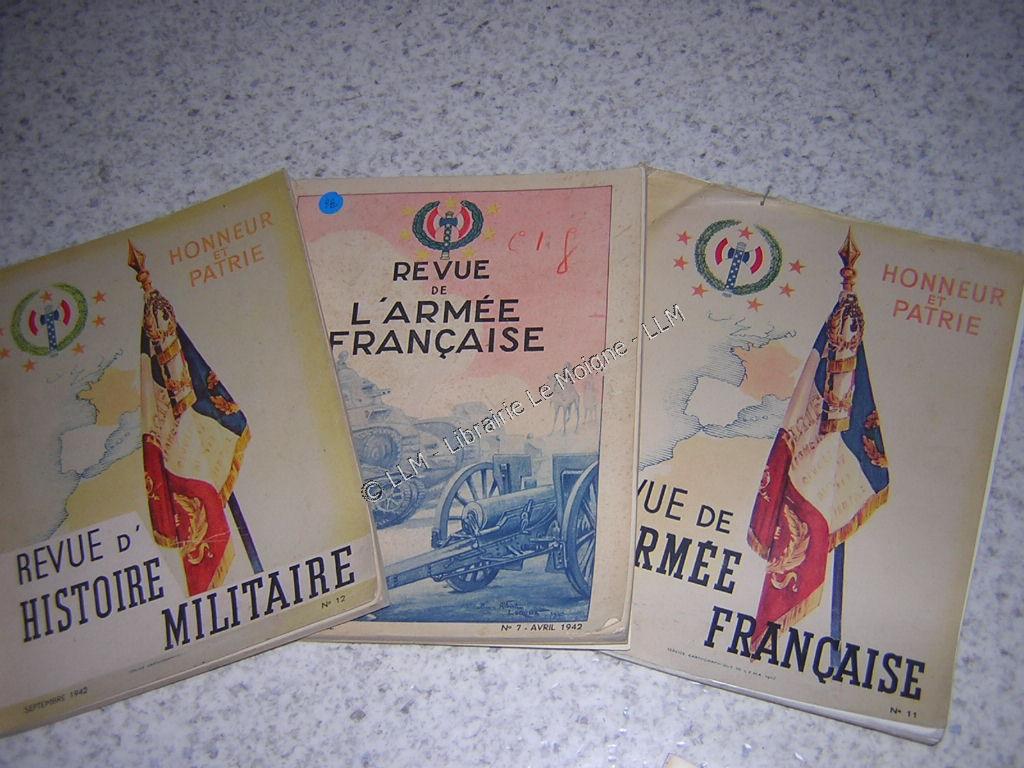 HONNEUR
ET
PATRIE
REVUE D'
HISTOIRE
MILITAIRE
N° 12
SEPTEMBRE 1942
96
REVUE
DE
L'ARMÉE
FRANÇAISE
N° 7 - AVRIL 1942
HONNEUR
ET
PATRIE
VUE DE
RMÉE
FRANÇAISE
N° 11
© LLM - Librairie Le Moigne - LLM